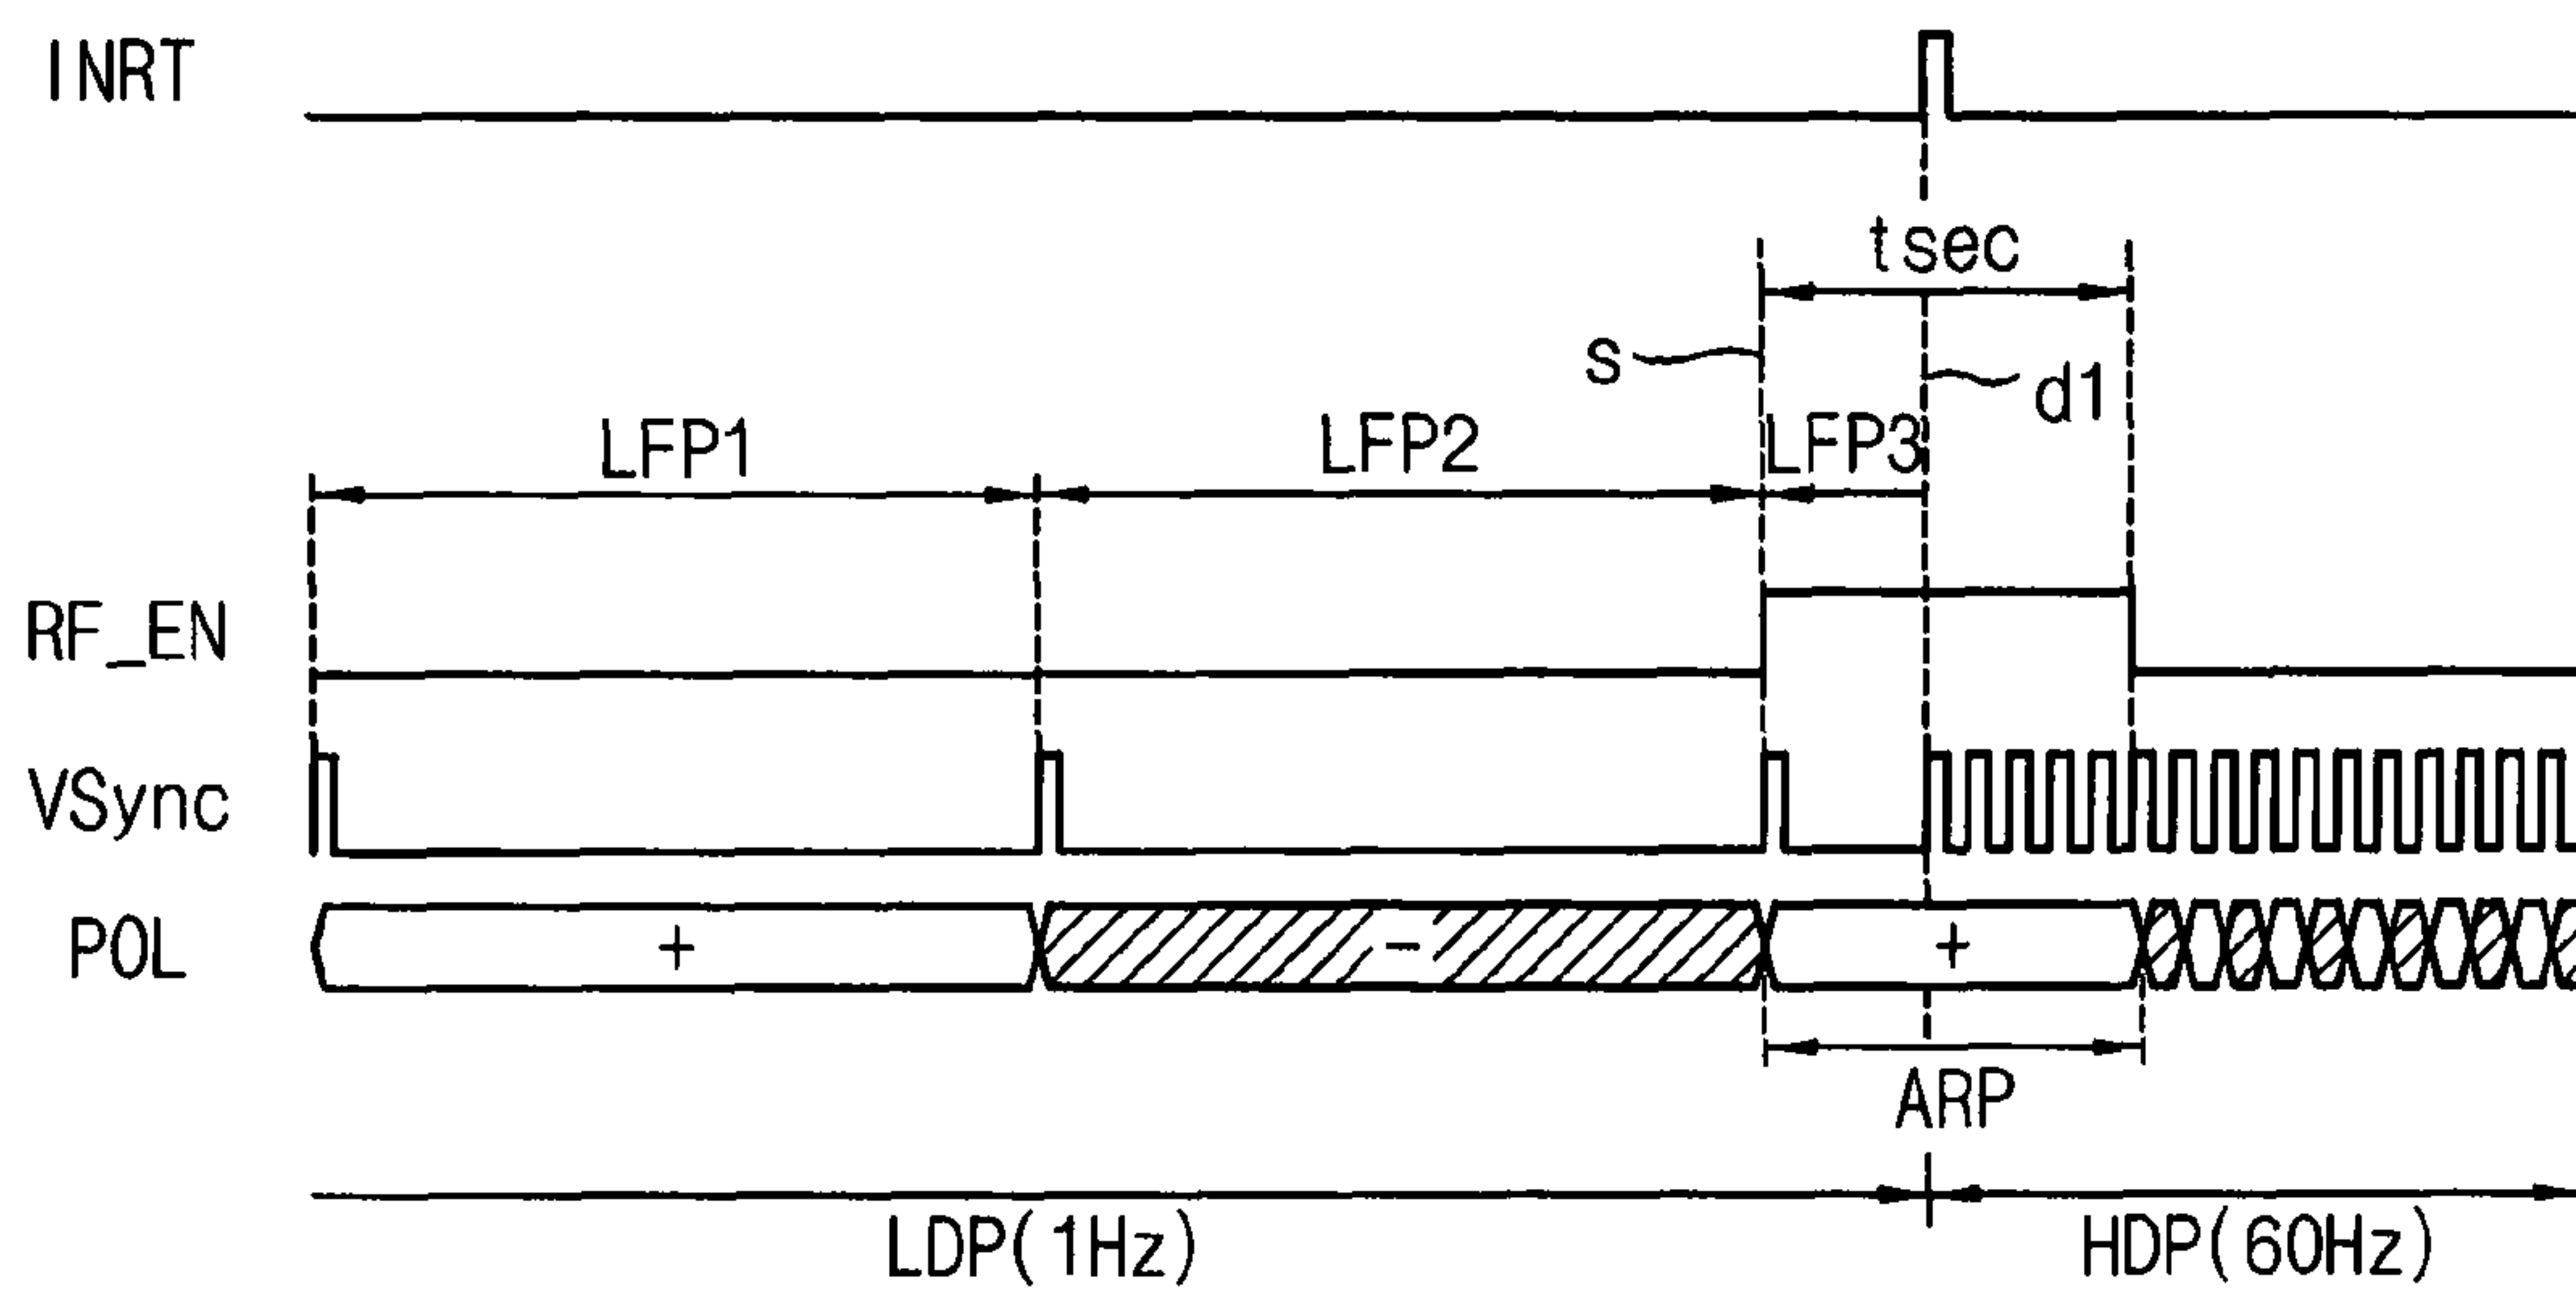 INRT
tsec
s
d1
LFP1
LFP2
LFP3
RF_EN
VSync
POL
+
-
+
ARP
LDP(1Hz)
HDP(60Hz)